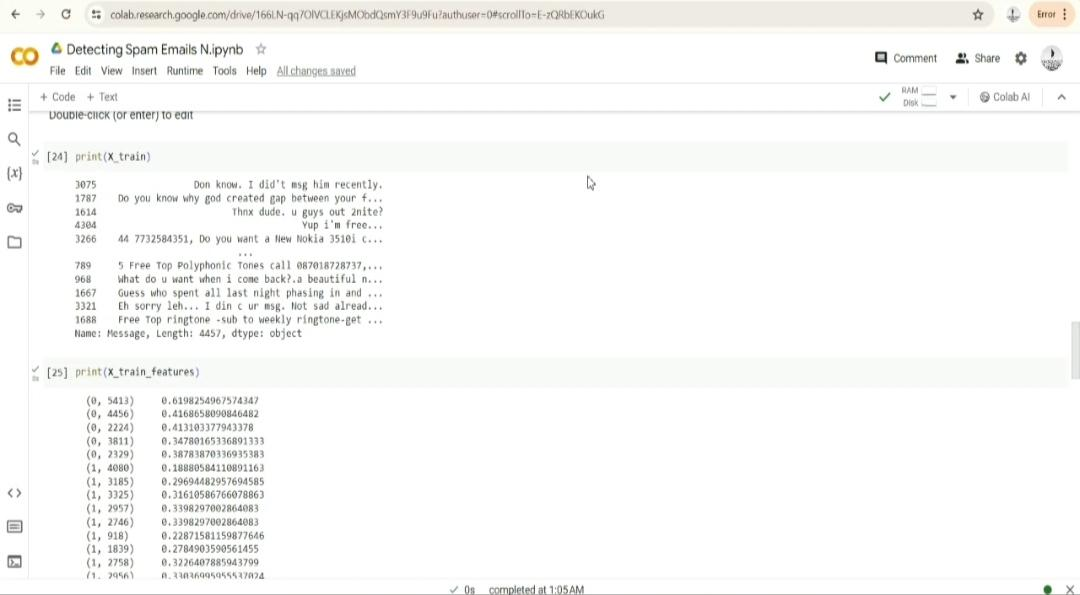 colab.research.google.com/drive/166LN-qq7OlVCLEKjsMObdQsmY3F9u9Fu?authuser=0#scrollTo=E-zQRbEKOukG
Error
Detecting Spam Emails N.ipynb
File Edit View Insert Runtime Tools Help All changes saved
Comment Share
+ Code + Text
RAM
Disk
Colab AI
Double-click (or enter) to edit
{x}
[24] print(X_train)
3075 Don know. I did't msg him recently.
1787 Do you know why god created gap between your f...
1614 Thnx dude. u guys out 2nite?
4304 Yup i'm free...
3266 44 7732584351, Do you want a New Nokia 3510i c...
...
789 5 Free Top Polyphonic Tones call 087018728737,...
968 What do u want when i come back?.a beautiful n...
1667 Guess who spent all last night phasing in and ...
3321 Eh sorry leh... I din c ur msg. Not sad alread...
1688 Free Top ringtone -sub to weekly ringtone-get ...
Name: Message, Length: 4457, dtype: object
[25] print(X_train_features)
(0, 5413) 0.6198254967574347
(0, 4456) 0.4168658090846482
(0, 2224) 0.413103377943378
(0, 3811) 0.34780165336891333
(0, 2329) 0.38783870336935383
(1, 4080) 0.18880584110891163
(1, 3185) 0.29694482957694585
(1, 3325) 0.31610586766078863
(1, 2957) 0.3398297002864083
(1, 2746) 0.3398297002864083
(1, 918) 0.22871581159877646
(1, 1839) 0.2784903590561455
(1, 2758) 0.3226407885943799
(1, 2956) 0.33036995955537024
0s completed at 1:05 AM